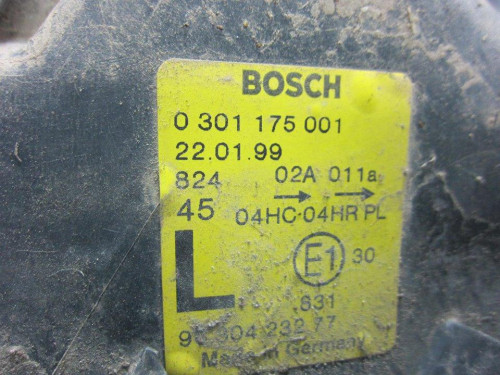 BOSCH
0 301 175 001
22.01.99
824 02A 011a
45 04HC·04HR PL
L E1 30
831
304 232 77
Made in Germany